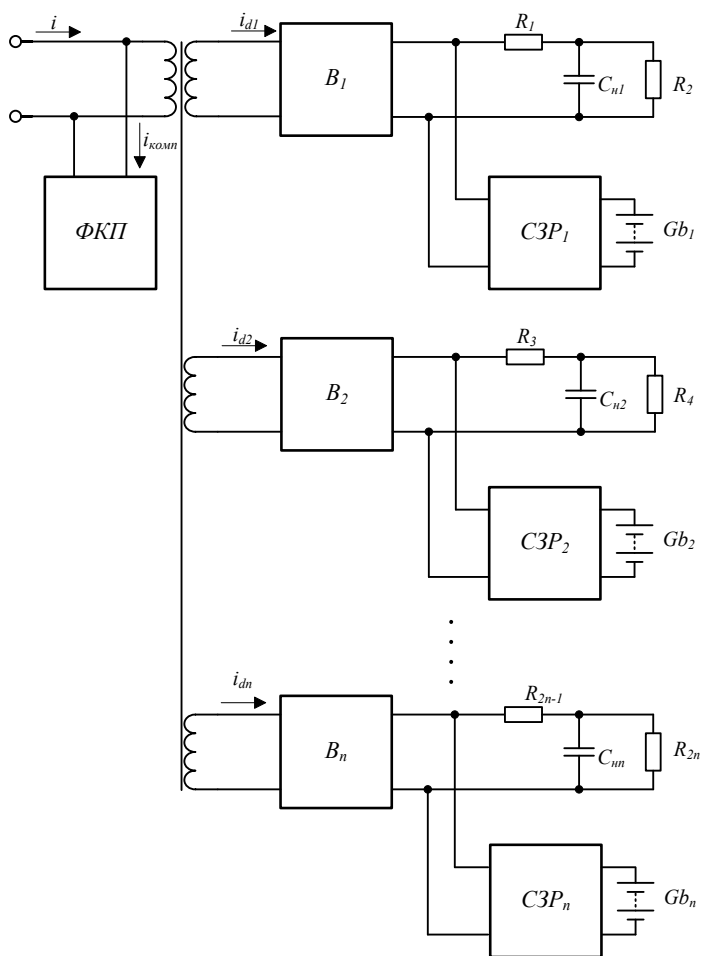 i
i_d1
R_1
B_1
C_н1
R_2
i_комп
ФКП
СЗР_1
Gb_1
i_d2
R_3
B_2
C_н2
R_4
СЗР_2
Gb_2
i_dn
R_2n-1
B_n
C_нn
R_2n
СЗР_n
Gb_n